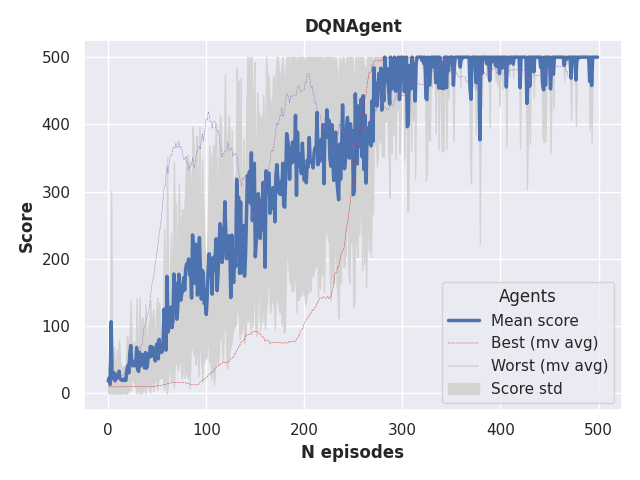 DQNAgent
Score
500
400
300
200
100
0
0 100 200 300 400 500
N episodes
Agents
Mean score
Best (mv avg)
Worst (mv avg)
Score std